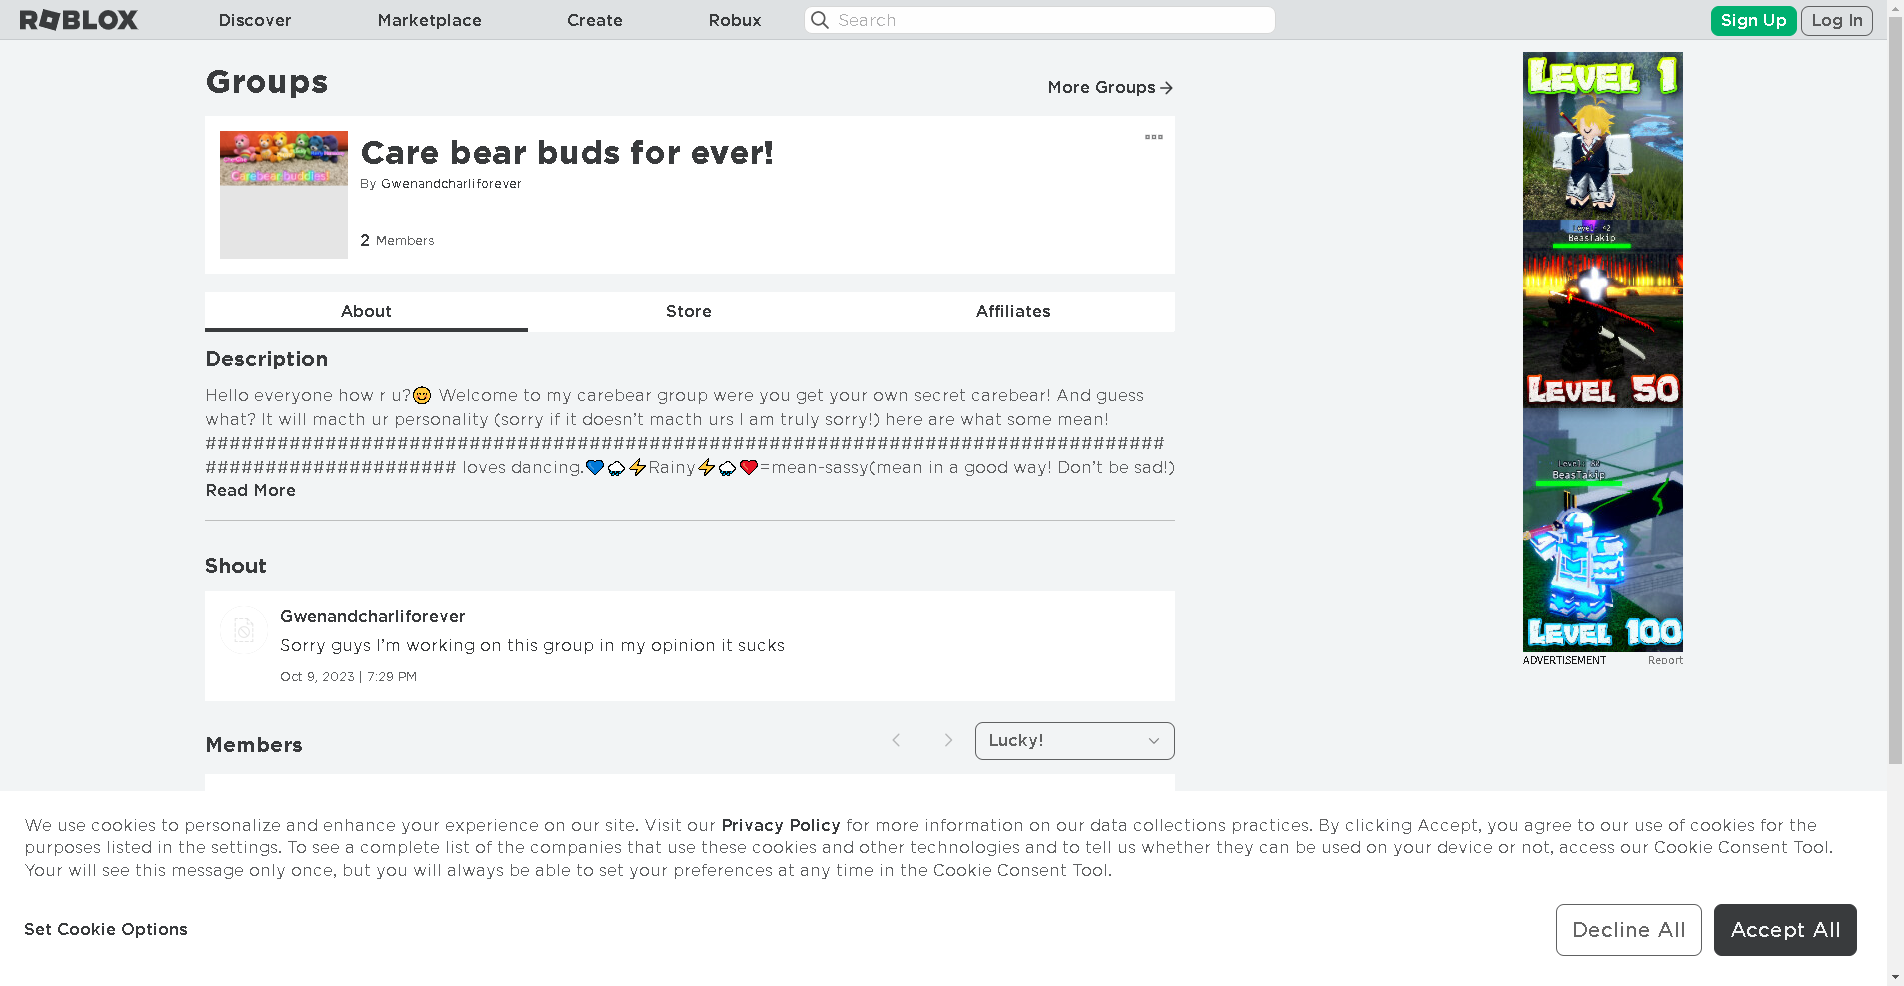 ROBLOX
Discover
Marketplace
Create
Robux
Search
Sign Up
Log In
Groups
More Groups
Care bear buds for ever!
By Gwenandcharliforever
2 Members
Carebear buddies!
About
Store
Affiliates
Description
Hello everyone how r u?😊 Welcome to my carebear group were you get your own secret carebear! And guess
what? It will macth ur personality (sorry if it doesn’t macth urs I am truly sorry!) here are what some mean!
################################################################################
##################### loves dancing.💙🌧⚡Rainy⚡🌧❤=mean-sassy(mean in a good way! Don’t be sad!)
Read More
Shout
Gwenandcharliforever
Sorry guys I’m working on this group in my opinion it sucks
Oct 9, 2023 | 7:29 PM
Members
Lucky!
LEVEL 1
BeasTakip
LEVEL 50
BeasTakip
LEVEL 100
ADVERTISEMENT
Report
We use cookies to personalize and enhance your experience on our site. Visit our Privacy Policy for more information on our data collections practices. By clicking Accept, you agree to our use of cookies for the
purposes listed in the settings. To see a complete list of the companies that use these cookies and other technologies and to tell us whether they can be used on your device or not, access our Cookie Consent Tool.
Your will see this message only once, but you will always be able to set your preferences at any time in the Cookie Consent Tool.
Set Cookie Options
Decline All
Accept All